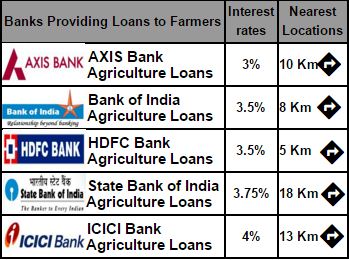 Banks Providing Loans to Farmers
Interest rates
Nearest Locations
AXIS BANK
AXIS Bank
Agriculture Loans
3%
10 Km
Bank of India
Relationship beyond banking
Bank of India
Agriculture Loans
3.5%
8 Km
HDFC BANK
HDFC Bank
Agriculture Loans
3.5%
5 Km
भारतीय स्टेट बैंक
State Bank of India
The Banker to Every Indian
State Bank of India
Agriculture Loans
3.75%
18 Km
ICICI Bank
ICICI Bank
Agriculture Loans
4%
13 Km